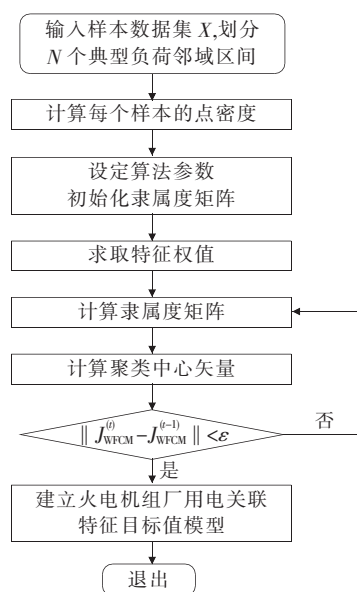 输入样本数据集 X,划分
N 个典型负荷邻域区间
计算每个样本的点密度
设定算法参数
初始化隶属度矩阵
求取特征权值
计算隶属度矩阵
计算聚类中心矢量
‖ J_WFCM^(t) − J_WFCM^(t−1) ‖ <ε
否
是
建立火电机组厂用电关联
特征目标值模型
退出